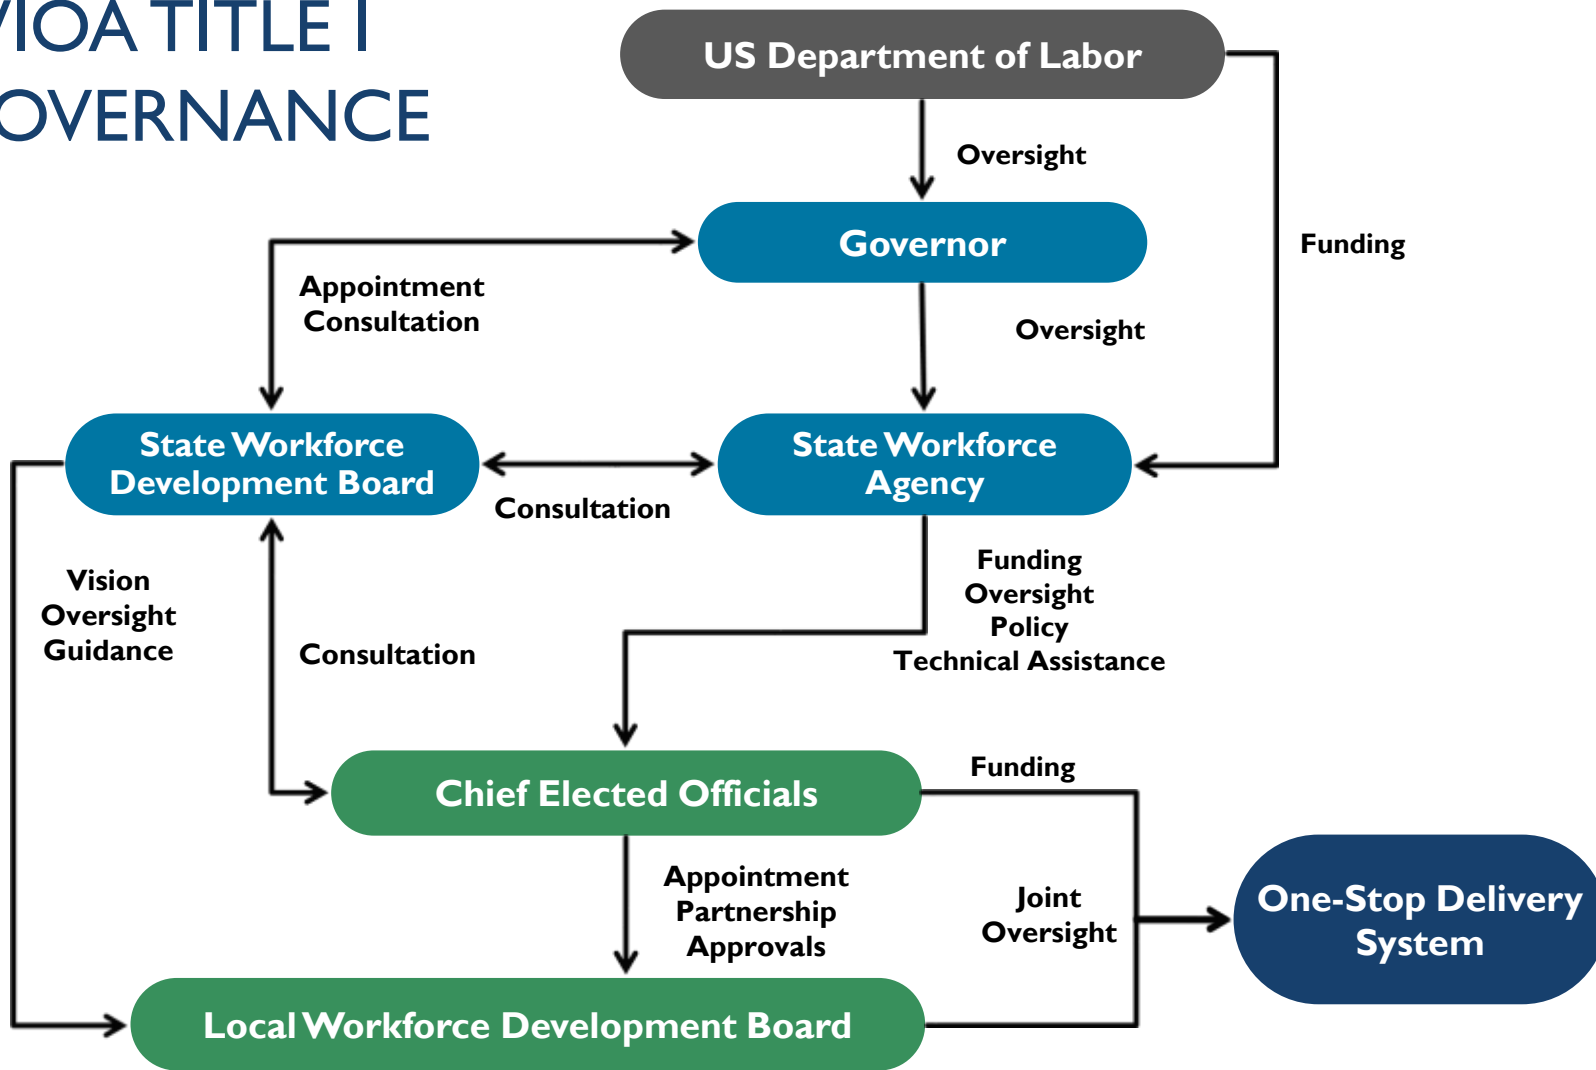 VIOA TITLE I
OVERNANCE
US Department of Labor
Oversight
Governor
Funding
Appointment
Consultation
Oversight
State Workforce
Development Board
State Workforce
Agency
Consultation
Vision
Oversight
Guidance
Consultation
Funding
Oversight
Policy
Technical Assistance
Chief Elected Officials
Funding
Appointment
Partnership
Approvals
Joint
Oversight
One-Stop Delivery
System
Local Workforce Development Board